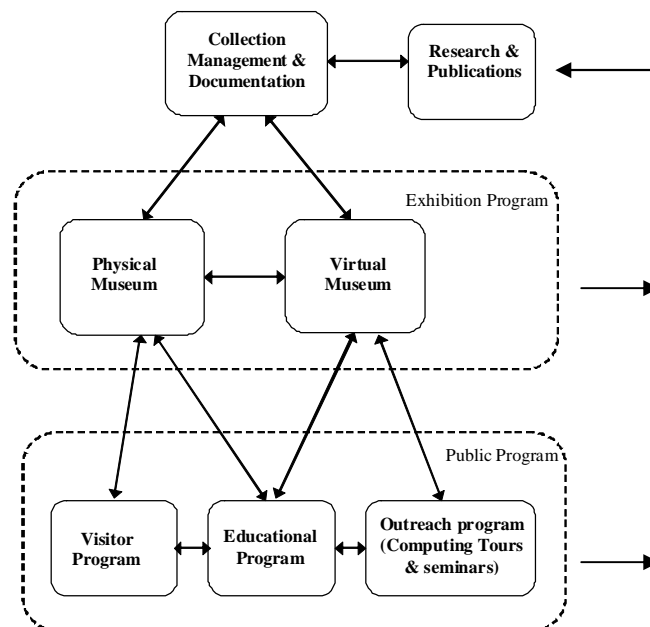 Collection
Management &
Documentation
Research &
Publications
Exhibition Program
Physical
Museum
Virtual
Museum
Public Program
Visitor
Program
Educational
Program
Outreach program
(Computing Tours
& seminars)